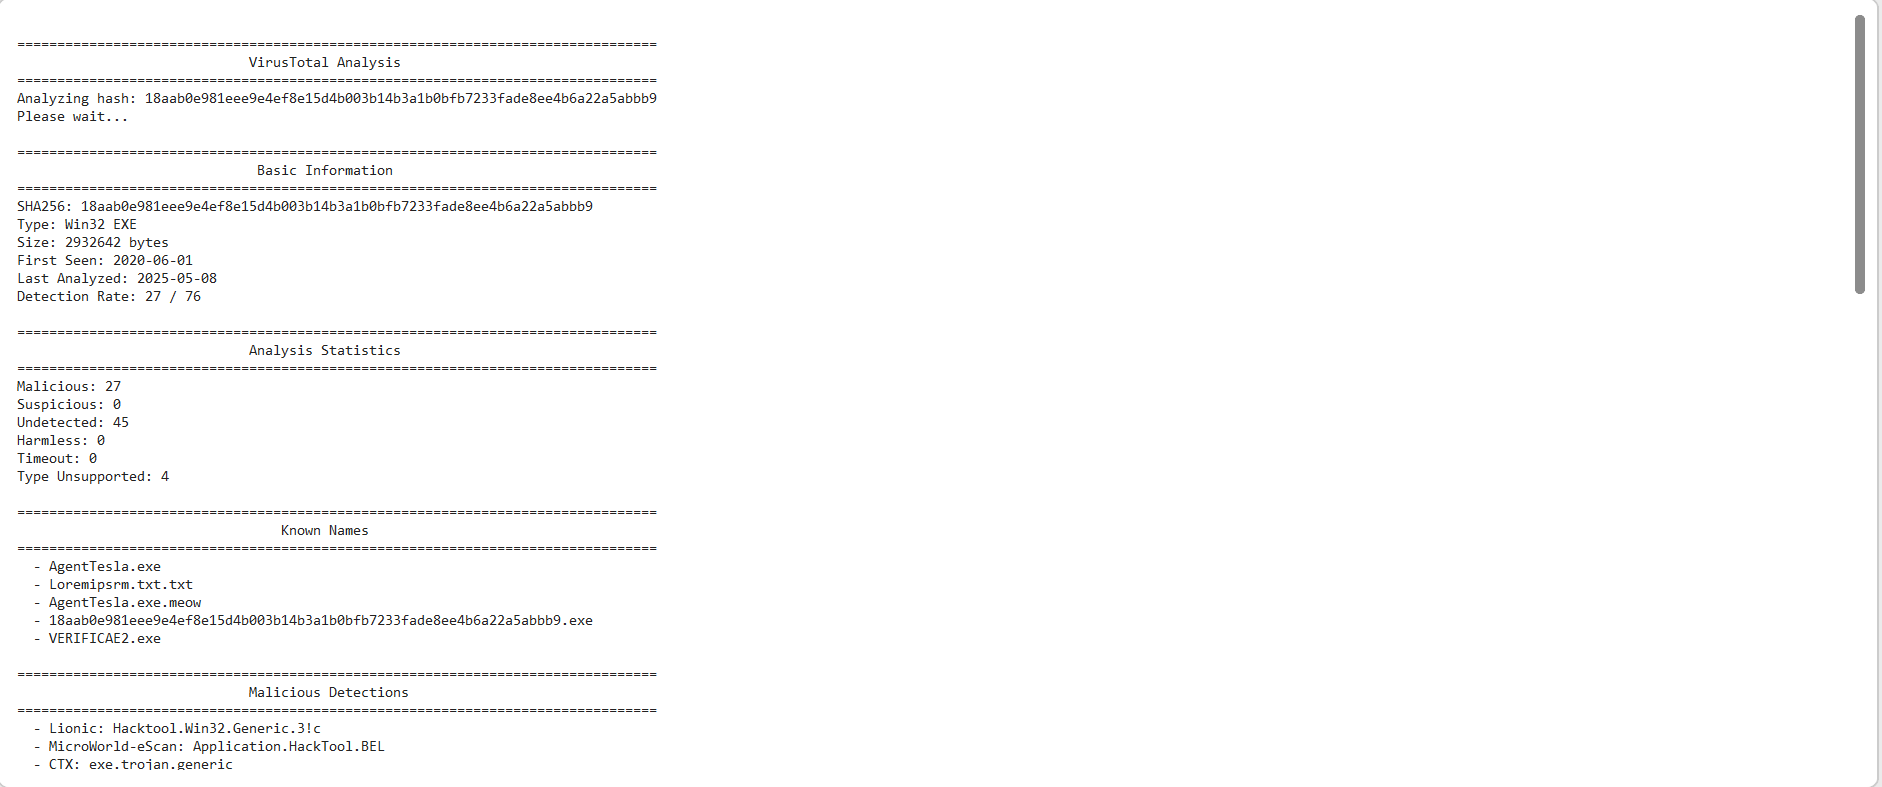 ================================================================================
VirusTotal Analysis
================================================================================
Analyzing hash: 18aab0e981eee9e4ef8e15d4b003b14b3a1b0bfb7233fade8ee4b6a22a5abbb9
Please wait...
================================================================================
Basic Information
================================================================================
SHA256: 18aab0e981eee9e4ef8e15d4b003b14b3a1b0bfb7233fade8ee4b6a22a5abbb9
Type: Win32 EXE
Size: 2932642 bytes
First Seen: 2020-06-01
Last Analyzed: 2025-05-08
Detection Rate: 27 / 76
================================================================================
Analysis Statistics
================================================================================
Malicious: 27
Suspicious: 0
Undetected: 45
Harmless: 0
Timeout: 0
Type Unsupported: 4
================================================================================
Known Names
================================================================================
- AgentTesla.exe
- Loremipsrm.txt.txt
- AgentTesla.exe.meow
- 18aab0e981eee9e4ef8e15d4b003b14b3a1b0bfb7233fade8ee4b6a22a5abbb9.exe
- VERIFICAE2.exe
================================================================================
Malicious Detections
================================================================================
- Lionic: Hacktool.Win32.Generic.3!c
- MicroWorld-eScan: Application.HackTool.BEL
- CTX: exe.trojan.generic